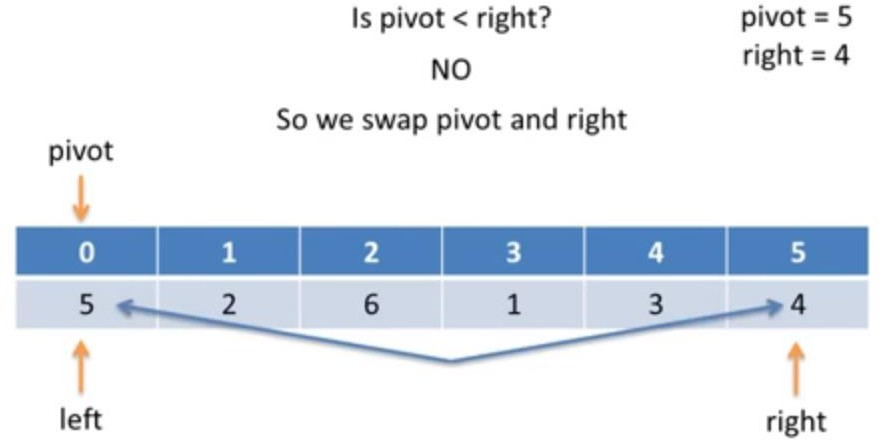 Is pivot < right?
pivot = 5
right = 4
NO
So we swap pivot and right
pivot
0 1 2 3 4 5
5 2 6 1 3 4
left
right